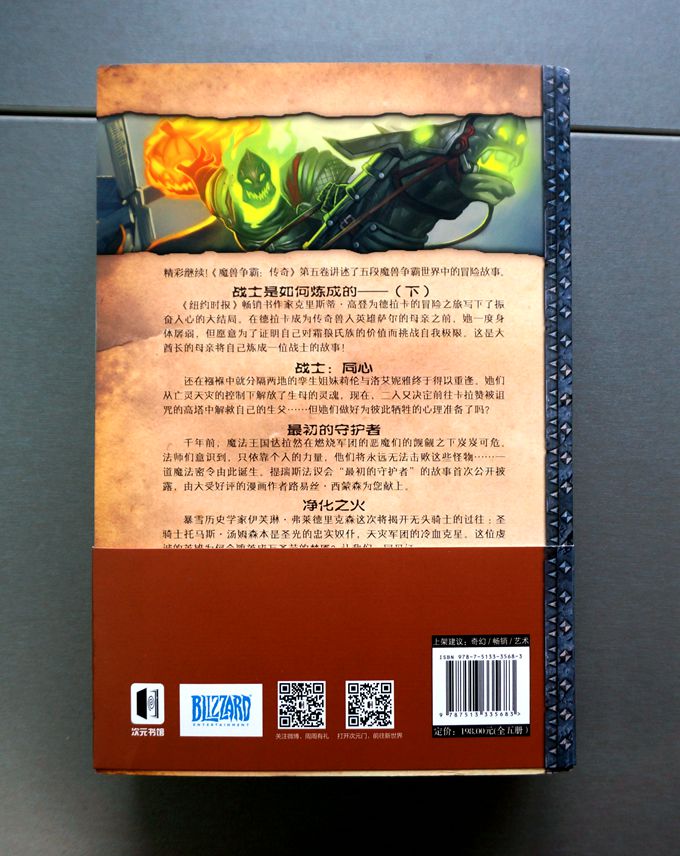 精彩继续!《魔兽争霸：传奇》第五卷讲述了五段魔兽争霸世界中的冒险故事。
战士是如何炼成的——（下）
《纽约时报》畅销书作家克里斯蒂·高登为德拉卡的冒险之旅写下了振
奋人心的大结局。在德拉卡成为传奇兽人英雄萨尔的母亲之前，她一度身
体孱弱，但愿意为了证明自己对霜狼氏族的价值而挑战自我极限。这是大
酋长的母亲将自己炼成一位战士的故事！
战士：同心
还在襁褓中就分隔两地的孪生姐妹莉伦与洛艾妮雅终于得以重逢。她们
从亡灵天灾的控制下解放了生母的灵魂，现在，二人又决定前往卡拉赞被诅
咒的高塔中解救自己的生父……但她们做好为彼此牺牲的心理准备了吗？
最初的守护者
千年前，魔法王国达拉然在燃烧军团的恶魔们的觊觎之下岌岌可危。
法师们意识到，只依靠个人的力量，他们将永远无法击败这些怪物……一
道魔法密令由此诞生。提瑞斯法议会“最初的守护者”的故事首次公开披
露，由大受好评的漫画作者路易丝·西蒙森为您献上。
净化之火
暴雪历史学家伊芙琳·弗莱德里克森这次将揭开无头骑士的过往：圣
骑士托马斯·汤姆森本是圣光的忠实奴仆，天灾军团的冷血克星。这位虔
上架建议：奇幻/畅销/艺术
ISBN 978-7-5133-3568-3
9 787513 335683 >
定价：198.00元(全五册)
次元书馆
BLIZZARD
ENTERTAINMENT
关注微博，周周有礼
打开次元门，前往新世界